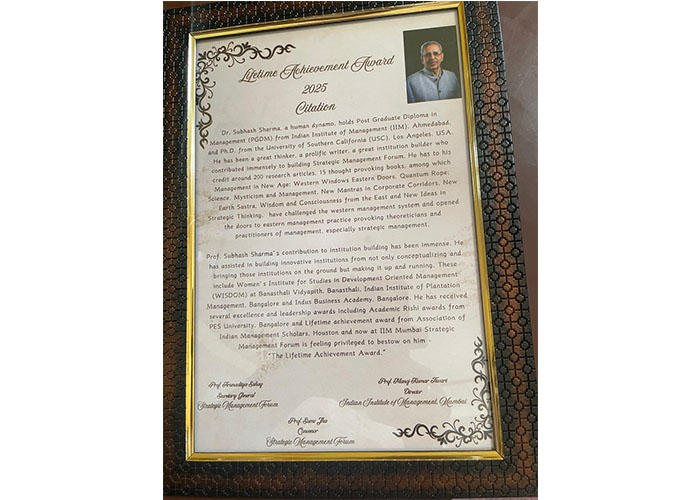 Lifetime Achievement Award
2025
Citation
Dr. Subhash Sharma, a human dynamo, holds Post Graduate Diploma in
Management (PGDM) from Indian Institute of Management (IIM), Ahmedabad,
and Ph.D. from the University of Southern California (USC), Los Angeles, USA.
He has been a great thinker, a prolific writer, a great institution builder who
contributed immensely to building Strategic Management Forum. He has to his
credit around 200 research articles, 15 thought provoking books, among which
Management in New Age: Western Windows Eastern Doors, Quantum Rope:
Science, Mysticism and Management, New Mantras in Corporate Corridors, New
Earth Sastra, Wisdom and Consciousness from the East and New Ideas in
Strategic Thinking, have challenged the western management system and opened
the doors to eastern management practice provoking theoreticians and
practitioners of management, especially strategic management.
Prof. Subhash Sharma's contribution to institution building has been immense. He
has assisted in building innovative institutions from not only conceptualizing and
bringing those institutions on the ground but making it up and running. These
include Women's Institute for Studies in Development Oriented Management
(WISDOM) at Banasthali Vidyapith, Banasthali, Indian Institute of Plantation
Management, Bangalore and Indus Business Academy, Bangalore. He has received
several excellence and leadership awards including Academic Rishi awards from
PES University, Bangalore and Lifetime achievement award from Association of
Indian Management Scholars, Houston and now at IIM Mumbai Strategic
Management Forum is feeling privileged to bestow on him -
"The Lifetime Achievement Award."
Prof. Manoj Kumar Tiwari
Prof.
Director
Secretary General
Indian Institute of Management, Mumbai
Strategic Management Forum
Prof. Sumi Jha
Convenor
Strategic Management Forum